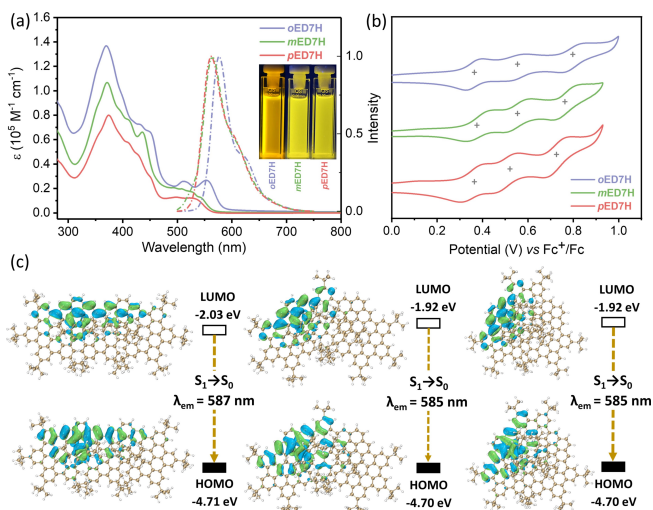 (a)
oED7H
mED7H
pED7H
ε (10⁵ M⁻¹ cm⁻¹)
1.6
1.4
1.2
1.0
0.8
0.6
0.4
0.2
0.0
1.0
0.5
0.0
oED7H
mED7H
pED7H
300 400 500 600 700 800
Wavelength (nm)
(b)
Intensity
oED7H
mED7H
pED7H
0.0 0.2 0.4 0.6 0.8 1.0
Potential (V) vs Fc⁺/Fc
(c)
LUMO
-2.03 eV
S₁→S₀
λem = 587 nm
HOMO
-4.71 eV
LUMO
-1.92 eV
S₁→S₀
λem = 585 nm
HOMO
-4.70 eV
LUMO
-1.92 eV
S₁→S₀
λem = 585 nm
HOMO
-4.70 eV